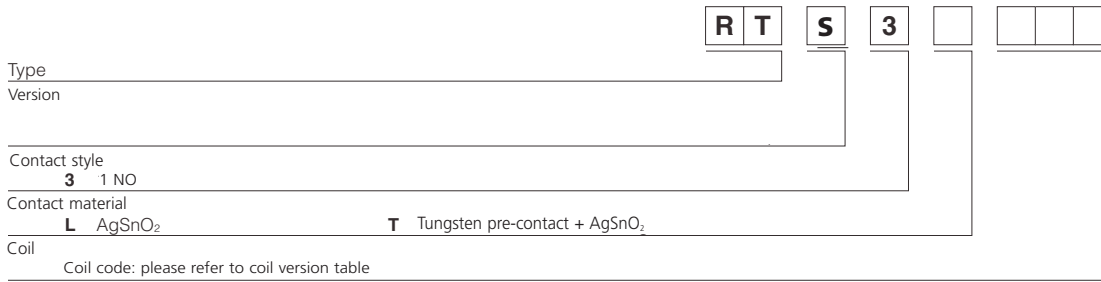 R T S 3
Type
Version
Contact style
3 1 NO
Contact material
L AgSnO₂ T Tungsten pre-contact + AgSnO₂
Coil
Coil code: please refer to coil version table